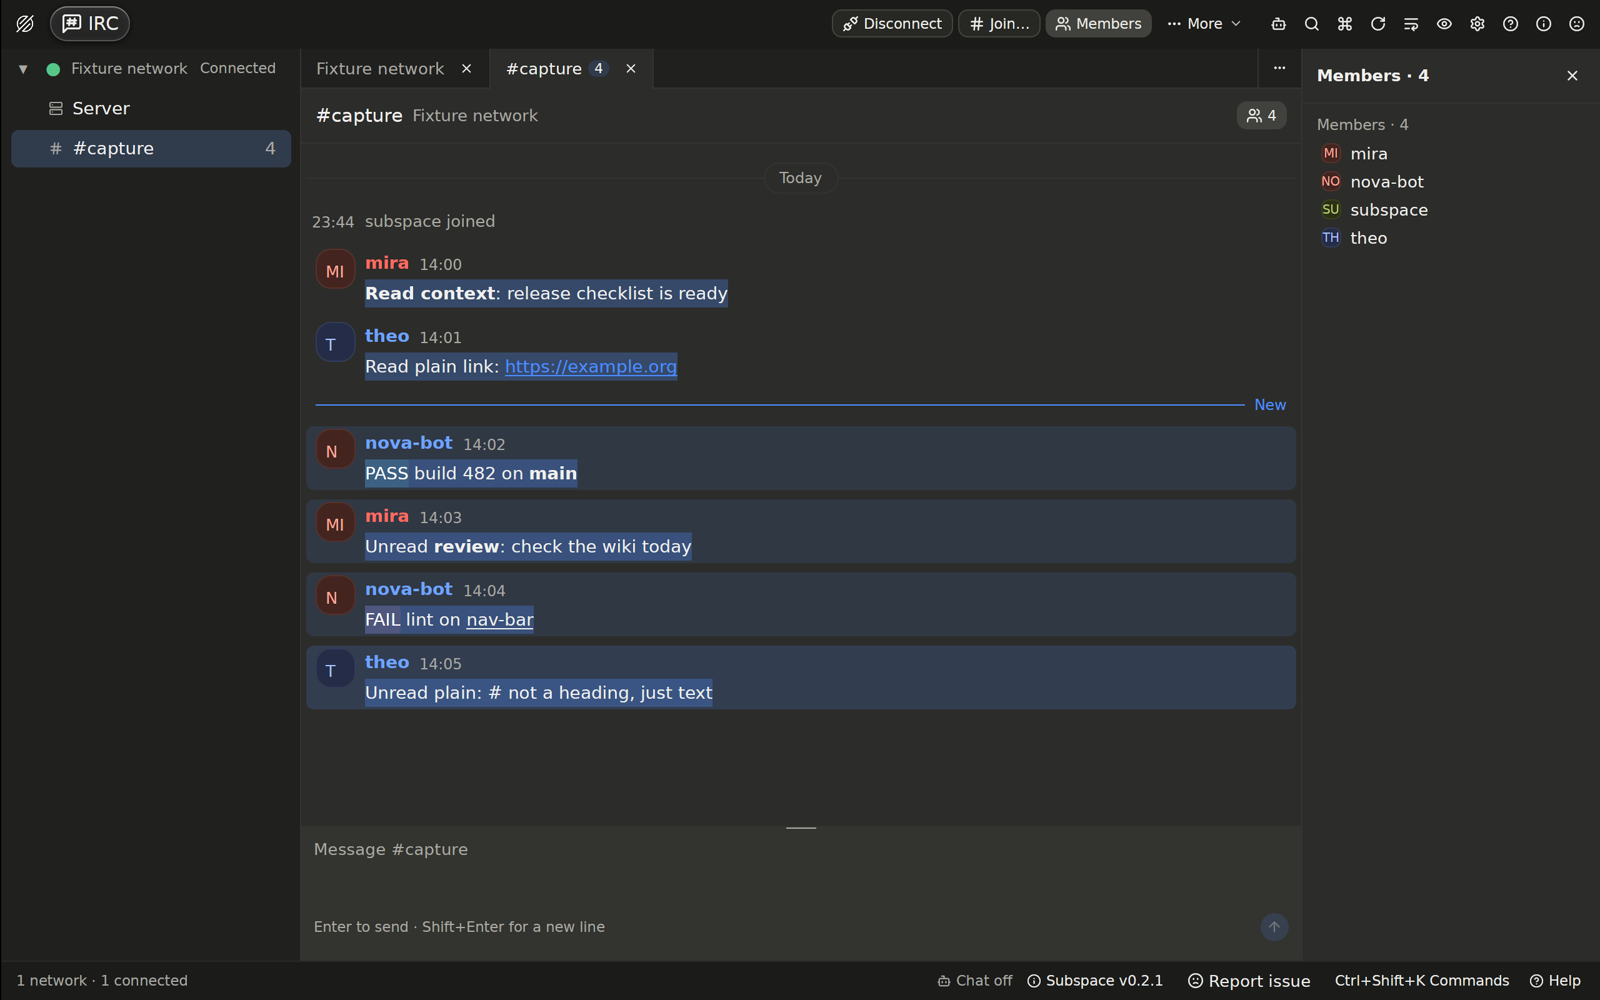 IRC
Disconnect
Join...
Members
More
Fixture network Connected
Server
# #capture 4
Fixture network
#capture 4
#capture Fixture network
4
Today
23:44 subspace joined
MI
mira 14:00
Read context: release checklist is ready
T
theo 14:01
Read plain link: https://example.org
New
N
nova-bot 14:02
PASS build 482 on main
MI
mira 14:03
Unread review: check the wiki today
N
nova-bot 14:04
FAIL lint on nav-bar
T
theo 14:05
Unread plain: # not a heading, just text
Message #capture
Enter to send · Shift+Enter for a new line
Members · 4
Members · 4
MI mira
NO nova-bot
SU subspace
TH theo
1 network · 1 connected
Chat off
Subspace v0.2.1
Report issue
Ctrl+Shift+K Commands
Help